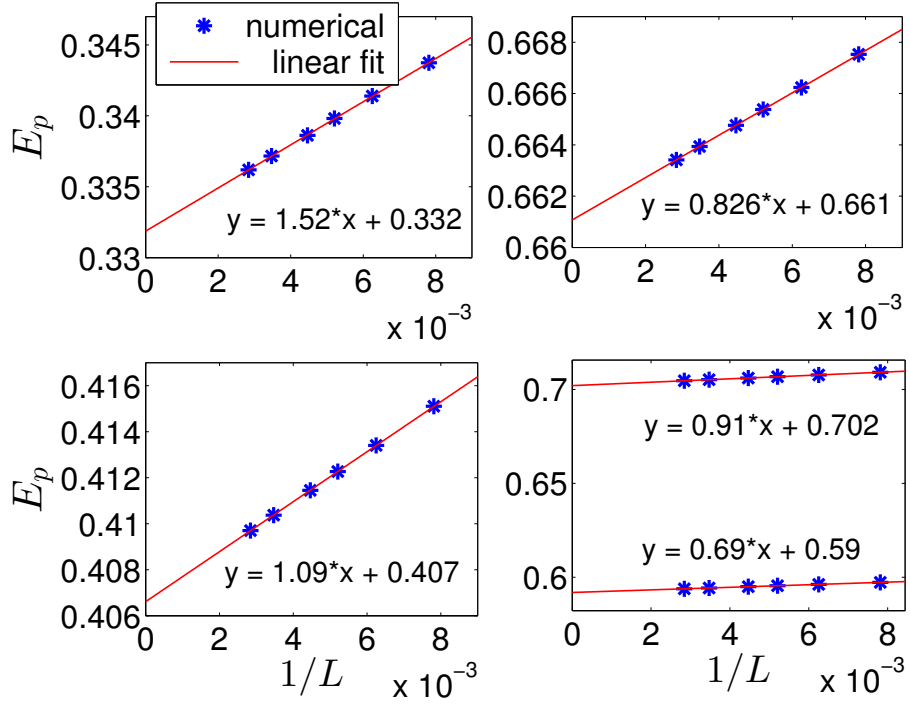 numerical
linear fit
E_p
0.345
0.34
0.335
0.33
y = 1.52*x + 0.332
0 2 4 6 8
x 10⁻³
0.668
0.666
0.664
0.662
0.66
y = 0.826*x + 0.661
0 2 4 6 8
x 10⁻³
E_p
0.416
0.414
0.412
0.41
0.408
0.406
y = 1.09*x + 0.407
0 2 4 6 8
1/L
x 10⁻³
0.7
0.65
0.6
y = 0.91*x + 0.702
y = 0.69*x + 0.59
0 2 4 6 8
1/L
x 10⁻³